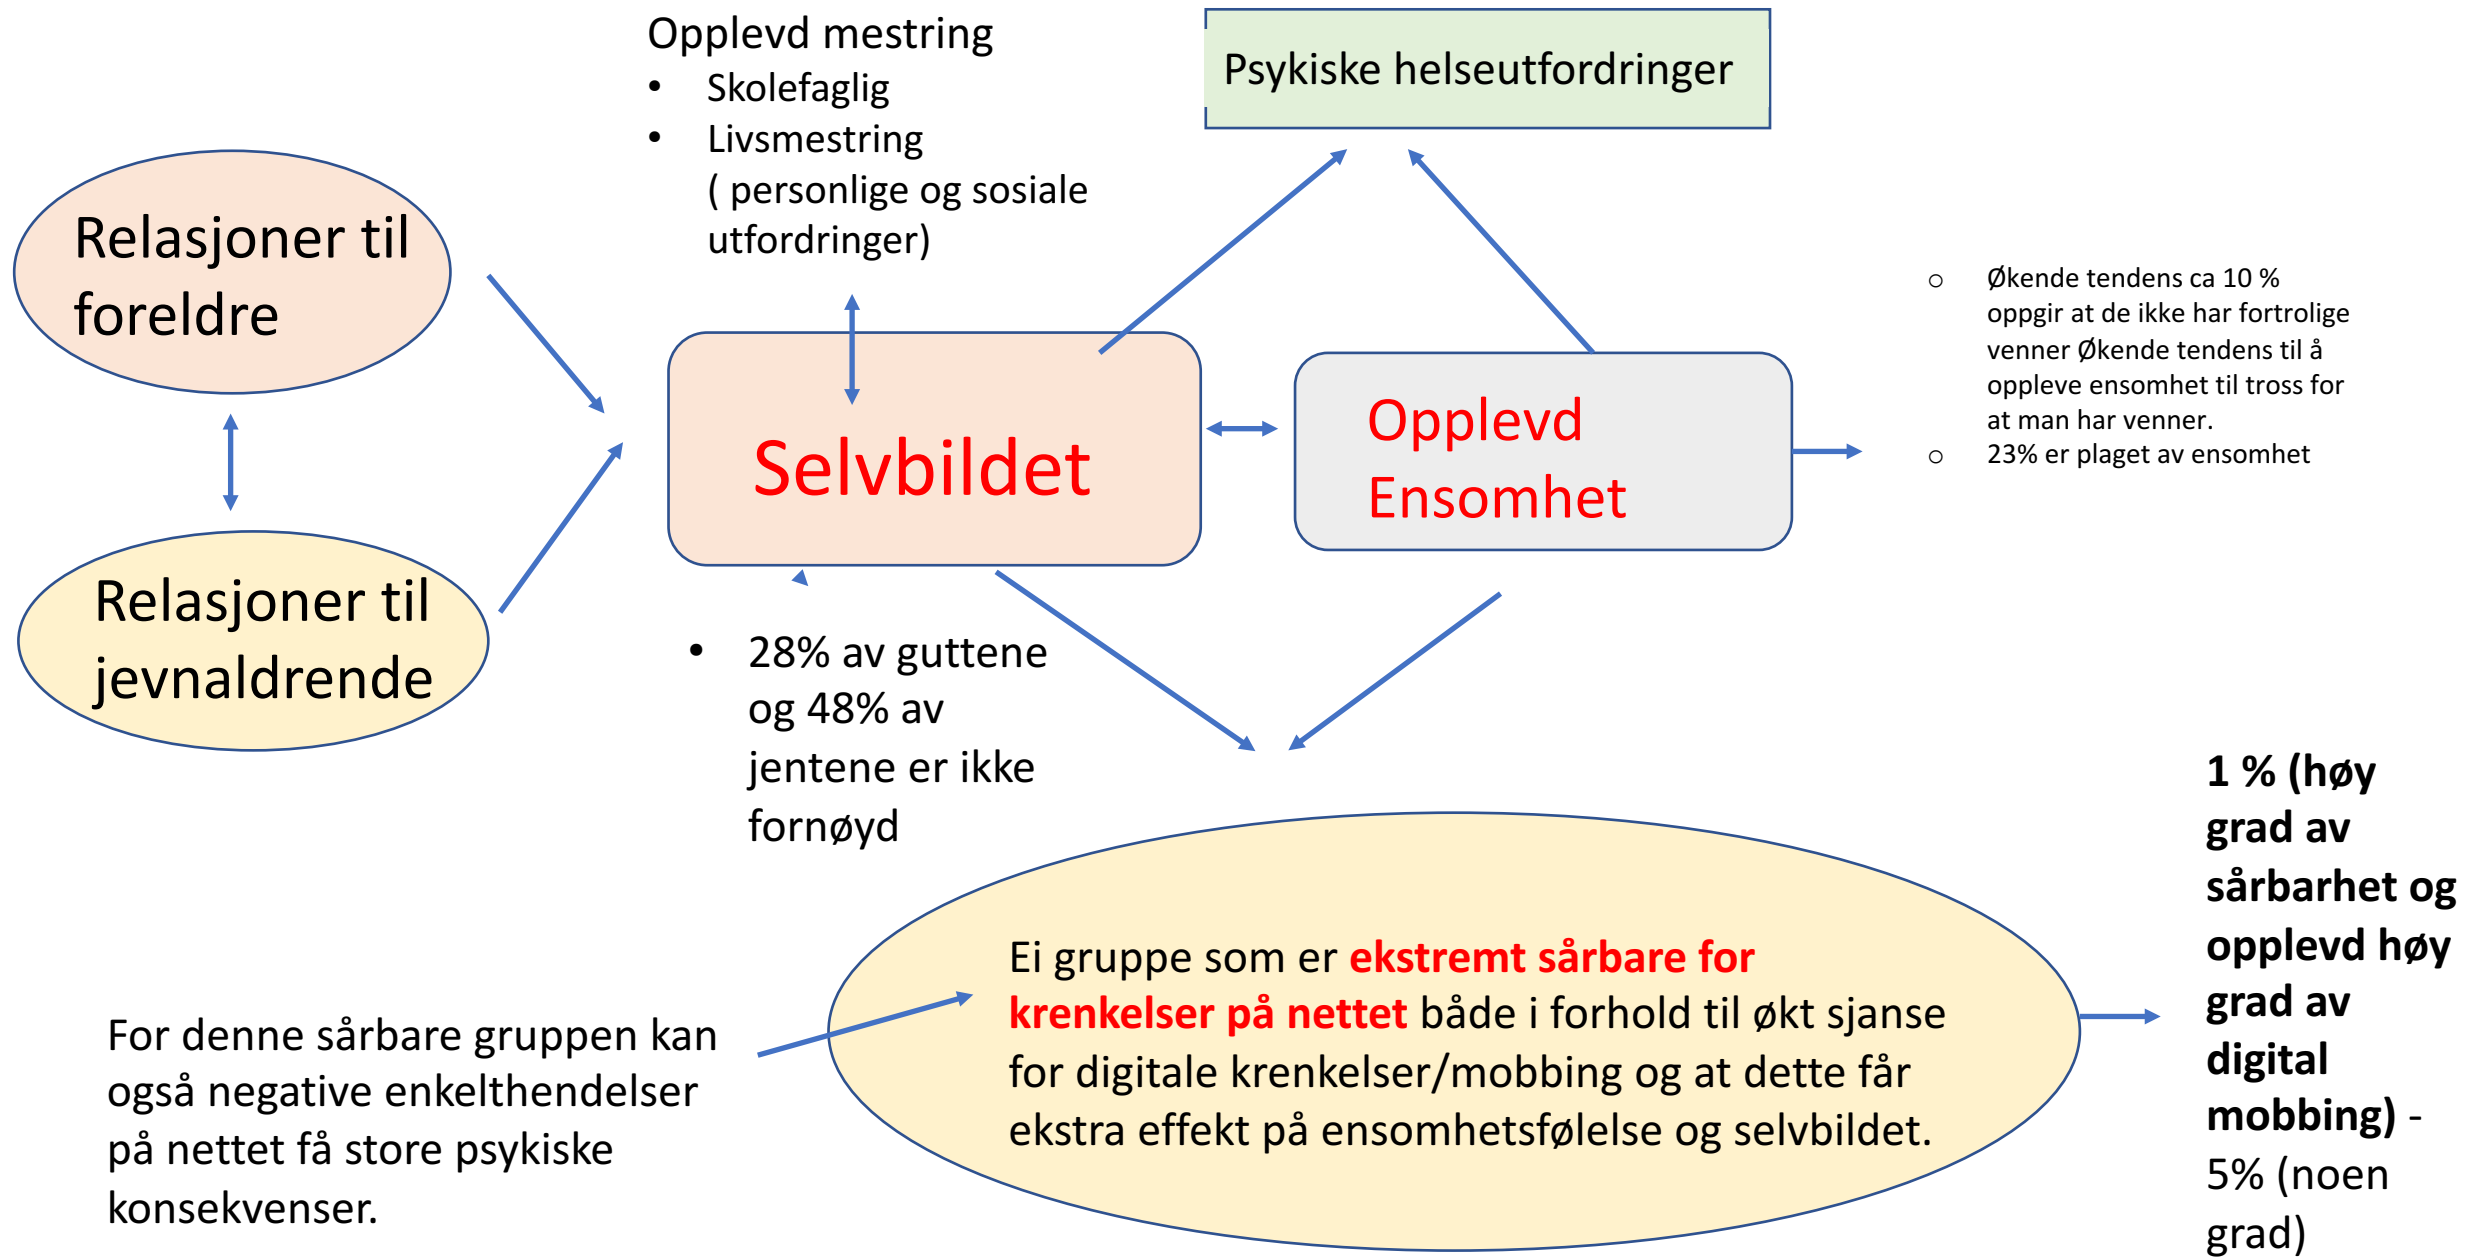 Opplevd mestring
• Skolefaglig
• Livsmestring
( personlige og sosiale
utfordringer)
Psykiske helseutfordringer
Relasjoner til
foreldre
Relasjoner til
jevnaldrende
Selvbildet
Opplevd
Ensomhet
o Økende tendens ca 10 %
oppgir at de ikke har fortrolige
venner Økende tendens til å
oppleve ensomhet til tross for
at man har venner.
o 23% er plaget av ensomhet
• 28% av guttene
og 48% av
jentene er ikke
fornøyd
For denne sårbare gruppen kan
også negative enkelthendelser
på nettet få store psykiske
konsekvenser.
Ei gruppe som er ekstremt sårbare for
krenkelser på nettet både i forhold til økt sjanse
for digitale krenkelser/mobbing og at dette får
ekstra effekt på ensomhetsfølelse og selvbildet.
1 % (høy
grad av
sårbarhet og
opplevd høy
grad av
digital
mobbing) -
5% (noen
grad)